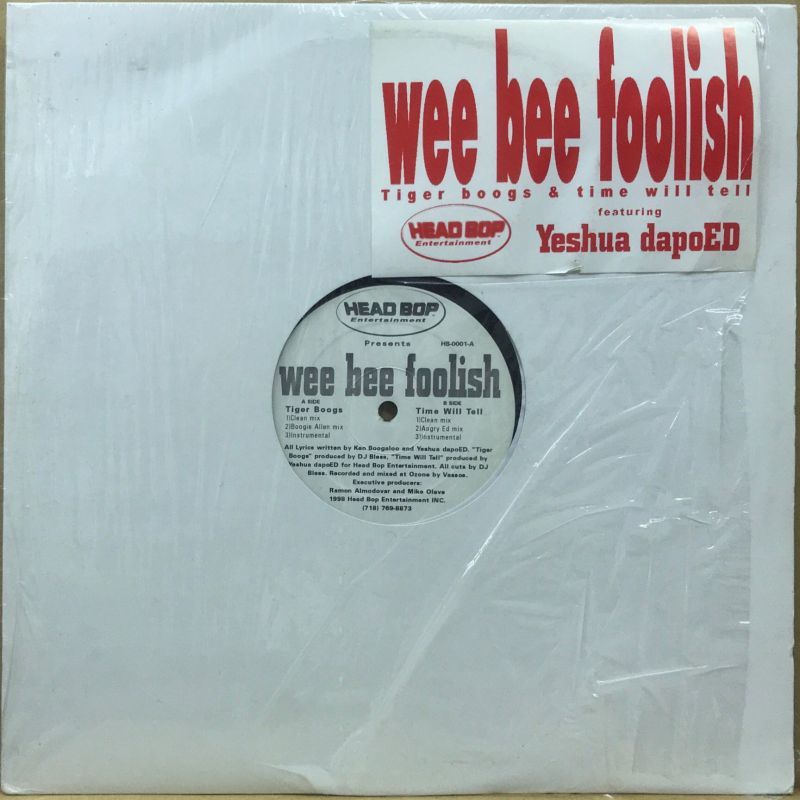 wee bee foolish
Tiger boogs & time will tell
featuring
HEAD BOP
Entertainment
Yeshua dapoED
HEAD BOP
Entertainment
Presents
HB-0001-A
wee bee foolish
A SIDE
Tiger Boogs
1)Clean mix
2)Boogie Allen mix
3)Instrumental
B SIDE
Time Will Tell
1)Clean mix
2)Angry Ed mix
3)Instrumental
All Lyrics written by Ken Boogaloo and Yeshua dapoED. "Tiger
Boogs" produced by DJ Bless, "Time Will Tell" produced by
Yeshua dapoED for Head Bop Entertainment. All cuts by DJ
Bless. Recorded and mixed at Ozone by Vassos.
Executive producers:
Ramon Almodovar and Mike Olave
1998 Head Bop Entertainment INC.
(718) 769-8873